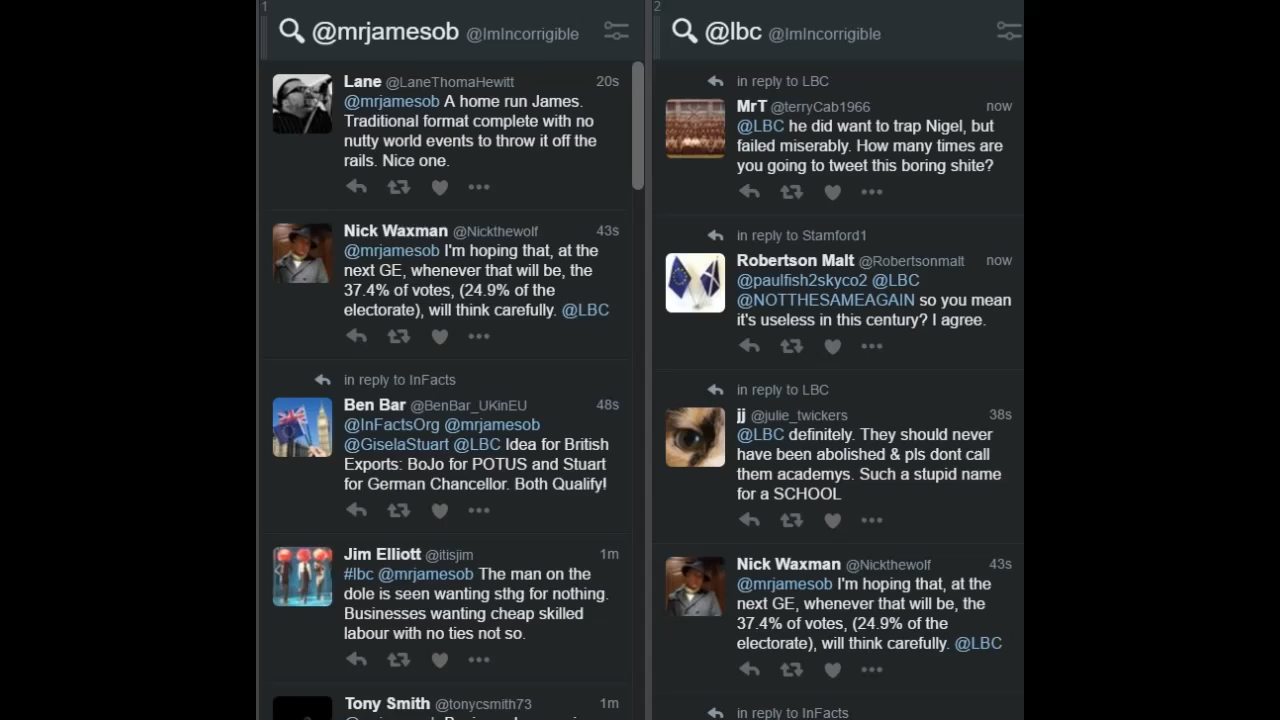 1
@mrjamesob @ImIncorrigible
Lane @LaneThomaHewitt 20s
@mrjamesob A home run James.
Traditional format complete with no
nutty world events to throw it off the
rails. Nice one.
Nick Waxman @Nickthewolf 43s
@mrjamesob I'm hoping that, at the
next GE, whenever that will be, the
37.4% of votes, (24.9% of the
electorate), will think carefully. @LBC
in reply to InFacts
Ben Bar @BenBar_UKinEU 48s
@InFactsOrg @mrjamesob
@GiselaStuart @LBC Idea for British
Exports: BoJo for POTUS and Stuart
for German Chancellor. Both Qualify!
Jim Elliott @itisjim 1m
#lbc @mrjamesob The man on the
dole is seen wanting sthg for nothing.
Businesses wanting cheap skilled
labour with no ties not so.
Tony Smith @tonycsmith73 1m
2
@lbc @ImIncorrigible
in reply to LBC
MrT @terryCab1966 now
@LBC he did want to trap Nigel, but
failed miserably. How many times are
you going to tweet this boring shite?
in reply to Stamford1
Robertson Malt @Robertsonmalt now
@paulfish2skyco2 @LBC
@NOTTHESAMEAGAIN so you mean
it's useless in this century? I agree.
in reply to LBC
jj @julie_twickers 38s
@LBC definitely. They should never
have been abolished & pls dont call
them academys. Such a stupid name
for a SCHOOL
Nick Waxman @Nickthewolf 43s
@mrjamesob I'm hoping that, at the
next GE, whenever that will be, the
37.4% of votes, (24.9% of the
electorate), will think carefully. @LBC
in reply to InFacts